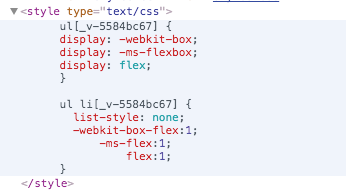 ▼<style type="text/css">
ul[_v-5584bc67] {
display: -webkit-box;
display: -ms-flexbox;
display: flex;
}

ul li[_v-5584bc67] {
list-style: none;
-webkit-box-flex:1;
-ms-flex:1;
flex:1;
}
</style>